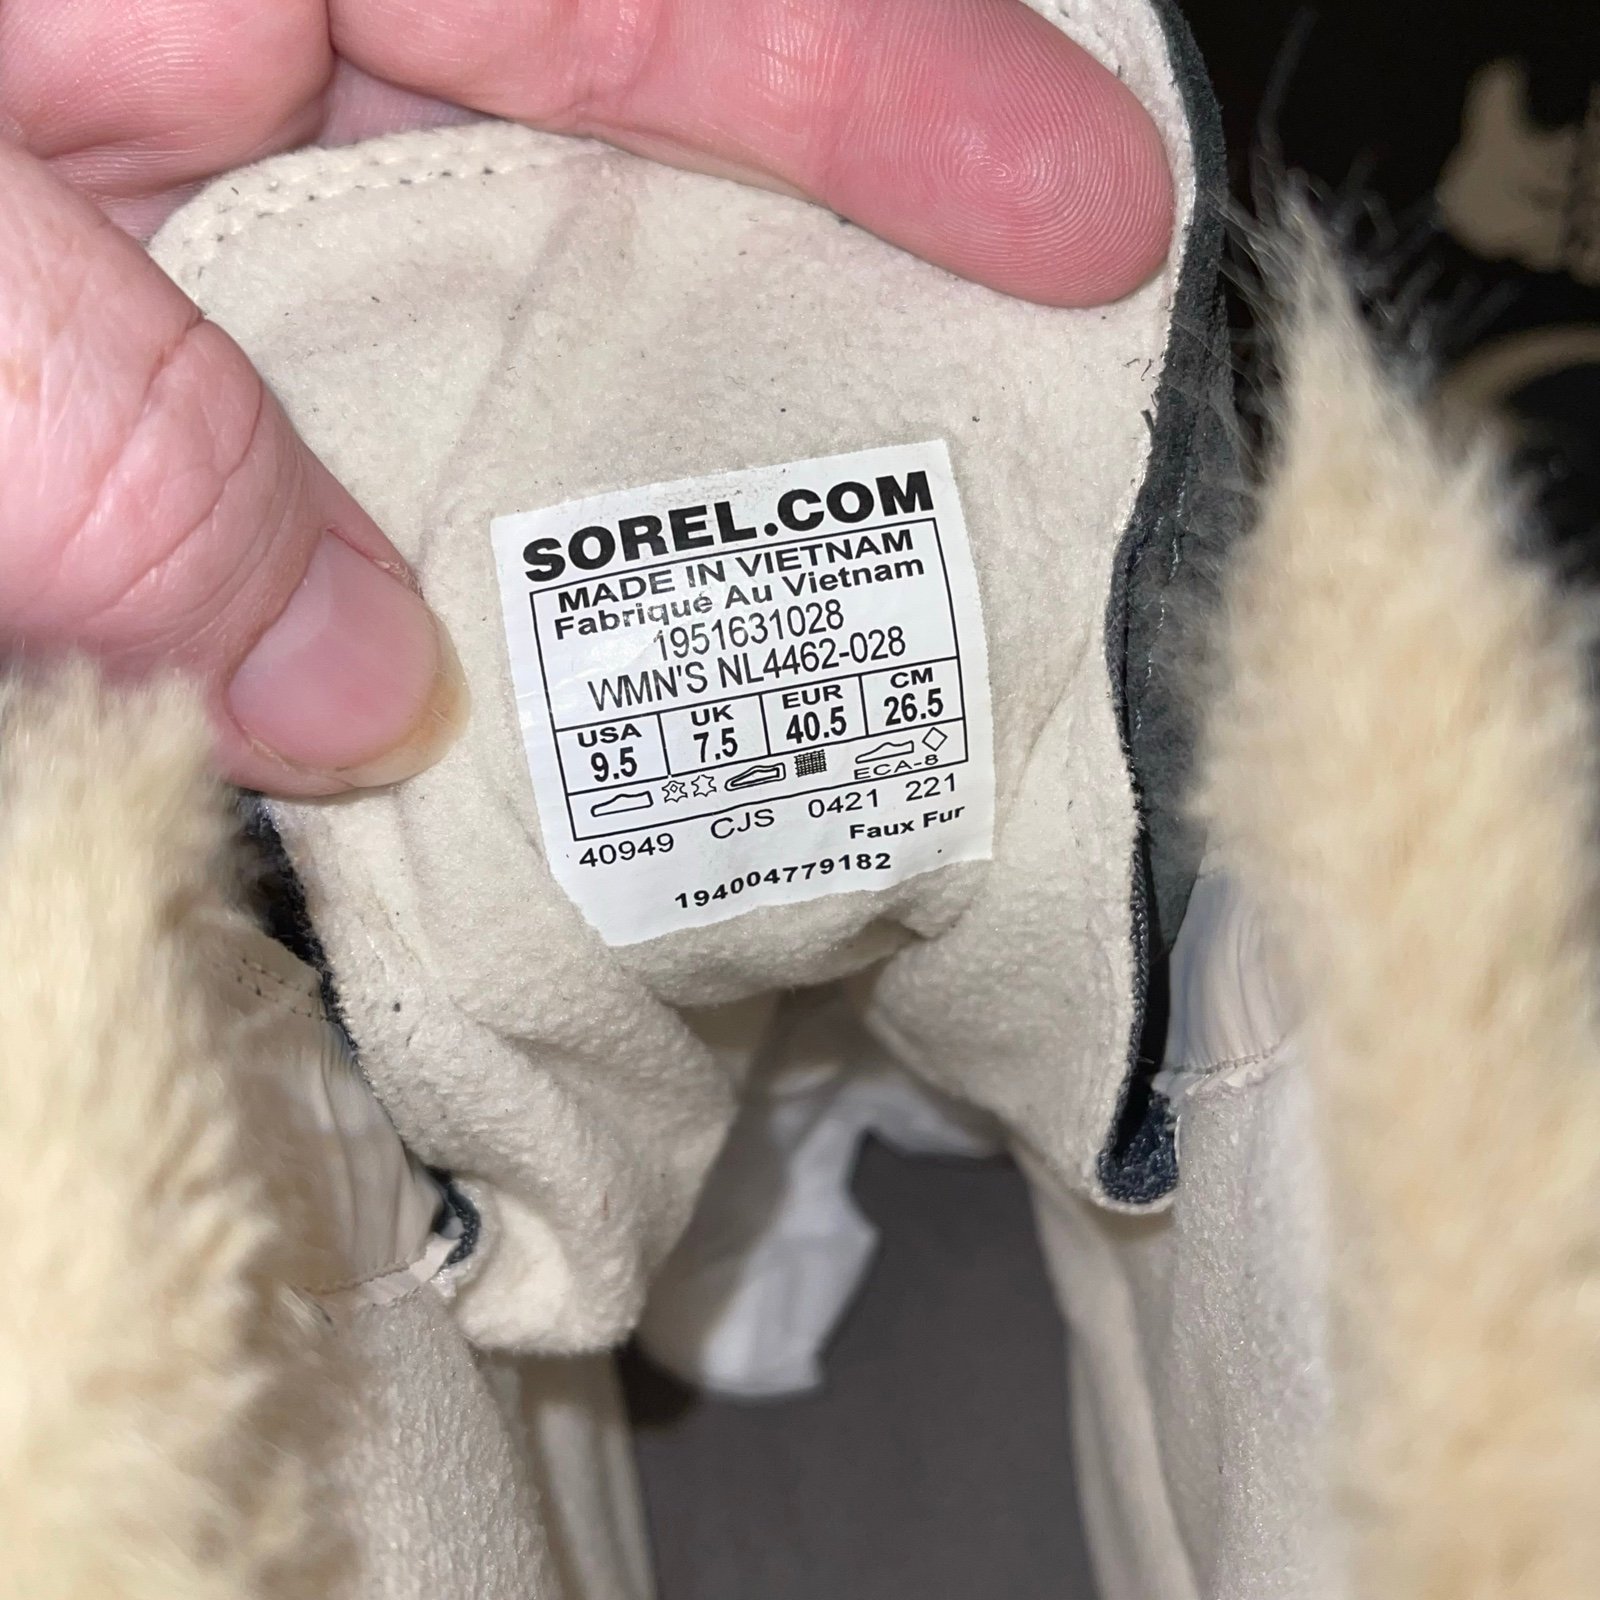 SOREL.COM
MADE IN VIETNAM
Fabriqué Au Vietnam
1951631028
WMN'S NL4462-028
USA UK EUR CM
9.5 7.5 40.5 26.5
ECA-8
40949 CJS 0421 221
Faux Fur
194004779182